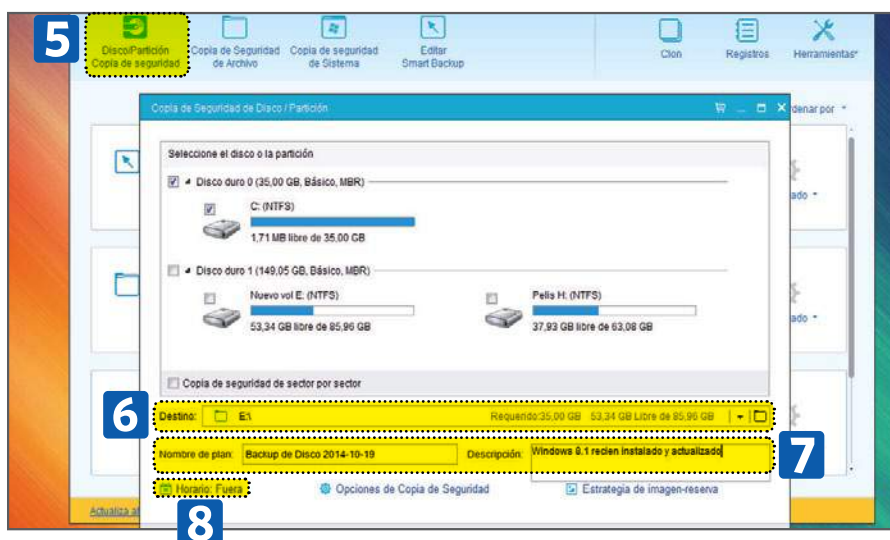 5
Disco/Partición
Copia de seguridad
Copia de Seguridad
de Archivo
Copia de seguridad
de Sistema
Editar
Smart Backup
Clon
Registros
Herramientas
denar por
Copia de Seguridad de Disco / Partición
Seleccione el disco o la partición
Disco duro 0 (35,00 GB, Básico, MBR)
C: (NTFS)
1,71 MB libre de 35,00 GB
ado
Disco duro 1 (149,05 GB, Básico, MBR)
Nuevo vol E: (NTFS)
53,34 GB libre de 85,96 GB
Pelis H: (NTFS)
37,93 GB libre de 63,08 GB
ado
Copia de seguridad de sector por sector
6
Destino: E:\ Requerido:35,00 GB 53,34 GB Libre de 85,96 GB
7
Nombre de plan: Backup de Disco 2014-10-19 Descripción: Windows 8.1 recien instalado y actualizado
Horario: Fuera Opciones de Copia de Seguridad Estrategia de imagen-reserva
8
Actualiza a